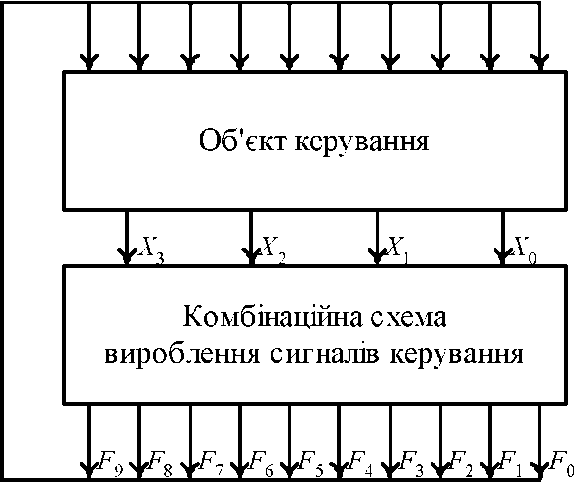 Об'єкт керування
X3 X2 X1 X0
Комбінаційна схема
вироблення сигналів керування
F9 F8 F7 F6 F5 F4 F3 F2 F1 F0